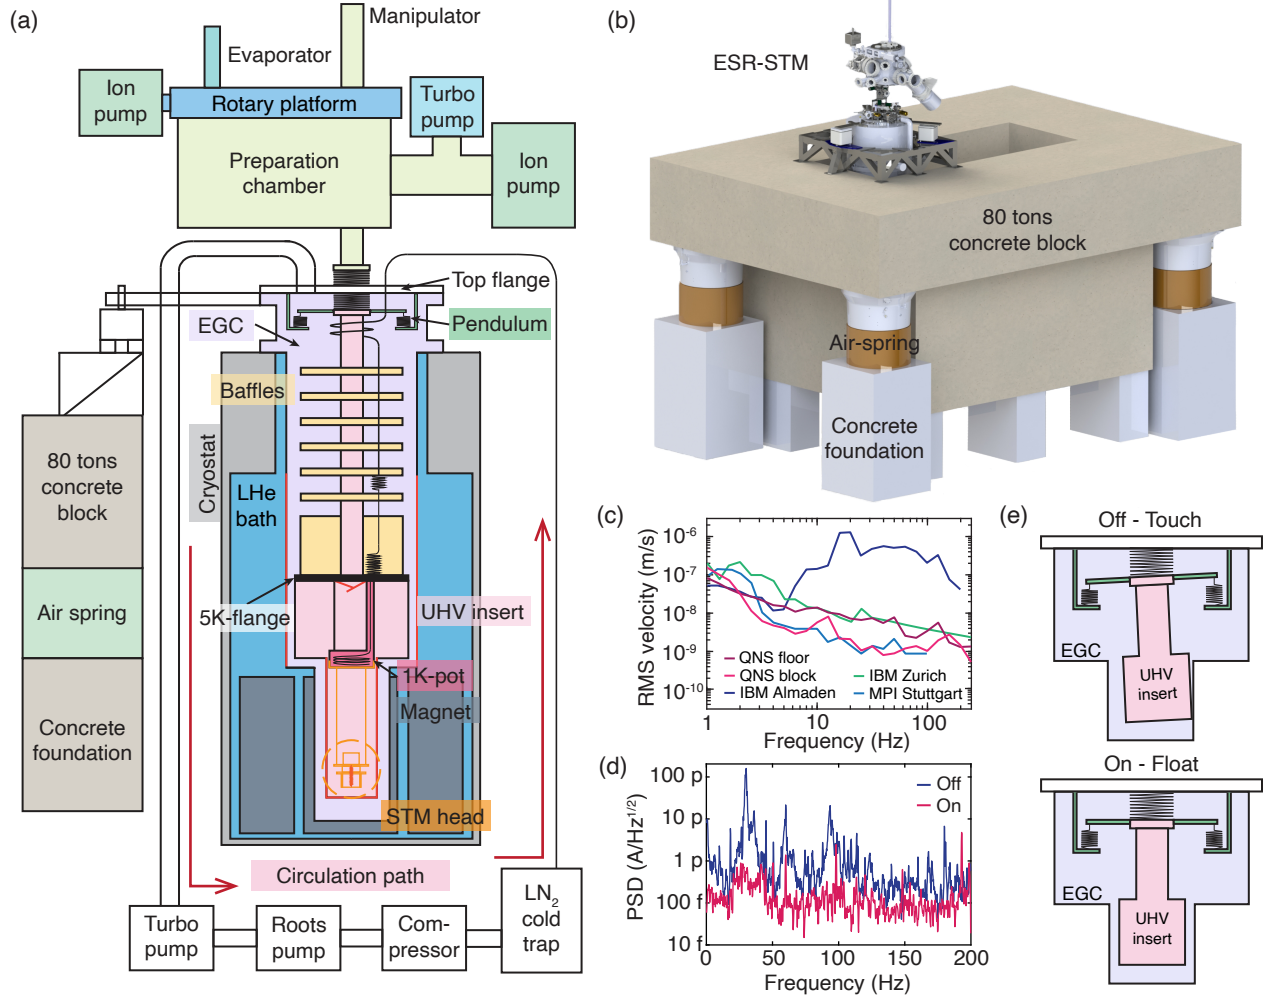 (a)
Manipulator
Evaporator
Ion
pump
Rotary platform
Turbo
pump
Preparation
chamber
Ion
pump
Top flange
EGC
Pendulum
Baffles
Cryostat
80 tons
concrete
block
LHe
bath
Air spring
5K-flange
UHV insert
1K-pot
Magnet
Concrete
foundation
STM head
Circulation path
Turbo
pump
Roots
pump
Com-
pressor
LN2
cold
trap
(b)
ESR-STM
80 tons
concrete block
Air-spring
Concrete
foundation
(c)
RMS velocity (m/s)
10-6
10-7
10-8
10-9
10-10
QNS floor
QNS block
IBM Almaden
IBM Zurich
MPI Stuttgart
1
10
100
Frequency (Hz)
(d)
PSD (A/Hz1/2)
100 p
10 p
1 p
100 f
10 f
Off
On
0
50
100
150
200
Frequency (Hz)
(e)
Off - Touch
EGC
UHV
insert
On - Float
EGC
UHV
insert